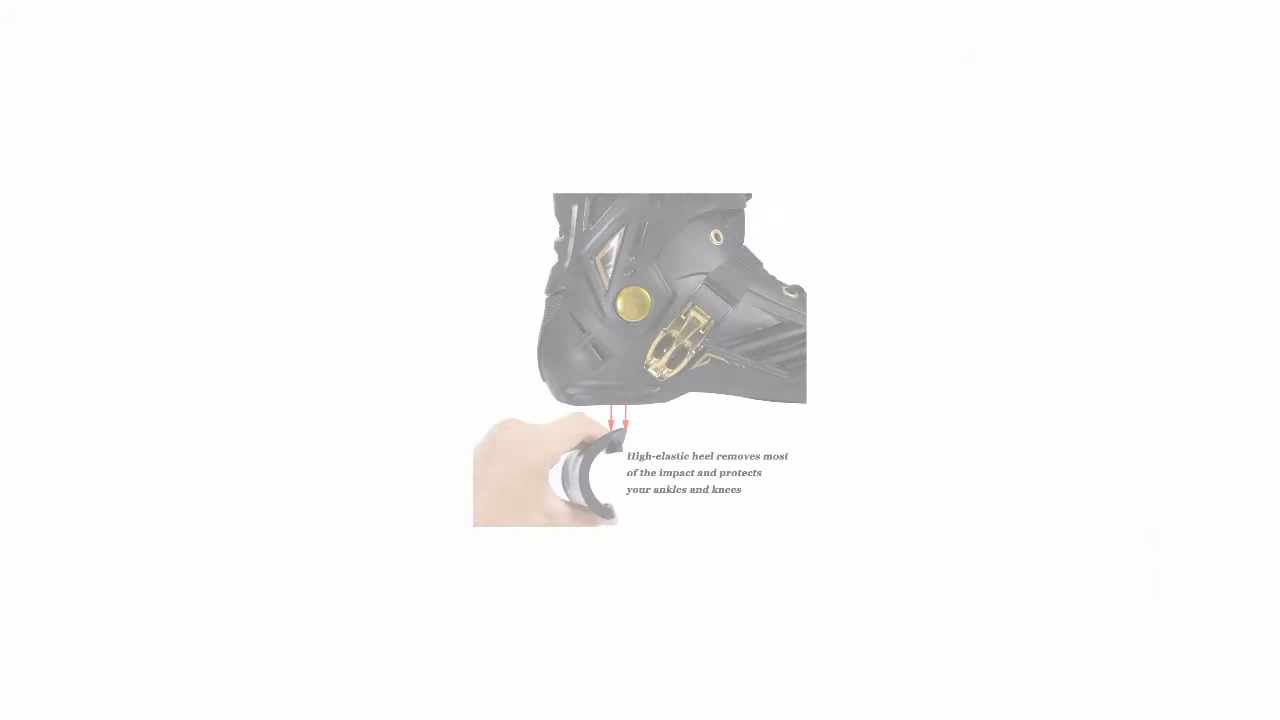 High-elastic heel removes most
of the impact and protects
your ankles and knees